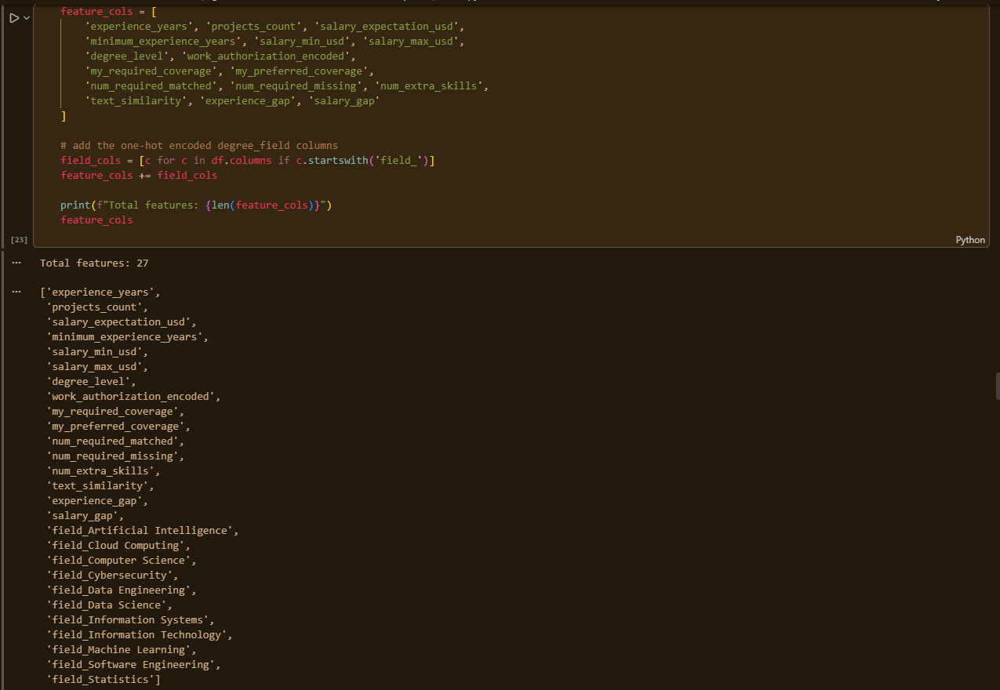 feature_cols = [
    'experience_years', 'projects_count', 'salary_expectation_usd',
    'minimum_experience_years', 'salary_min_usd', 'salary_max_usd',
    'degree_level', 'work_authorization_encoded',
    'my_required_coverage', 'my_preferred_coverage',
    'num_required_matched', 'num_required_missing', 'num_extra_skills',
    'text_similarity', 'experience_gap', 'salary_gap'
]

# add the one-hot encoded degree_field columns
field_cols = [c for c in df.columns if c.startswith('field_')]
feature_cols += field_cols

print(f"Total features: {len(feature_cols)}")
feature_cols
[23]
Python
... Total features: 27
... ['experience_years',
 'projects_count',
 'salary_expectation_usd',
 'minimum_experience_years',
 'salary_min_usd',
 'salary_max_usd',
 'degree_level',
 'work_authorization_encoded',
 'my_required_coverage',
 'my_preferred_coverage',
 'num_required_matched',
 'num_required_missing',
 'num_extra_skills',
 'text_similarity',
 'experience_gap',
 'salary_gap',
 'field_Artificial Intelligence',
 'field_Cloud Computing',
 'field_Computer Science',
 'field_Cybersecurity',
 'field_Data Engineering',
 'field_Data Science',
 'field_Information Systems',
 'field_Information Technology',
 'field_Machine Learning',
 'field_Software Engineering',
 'field_Statistics']